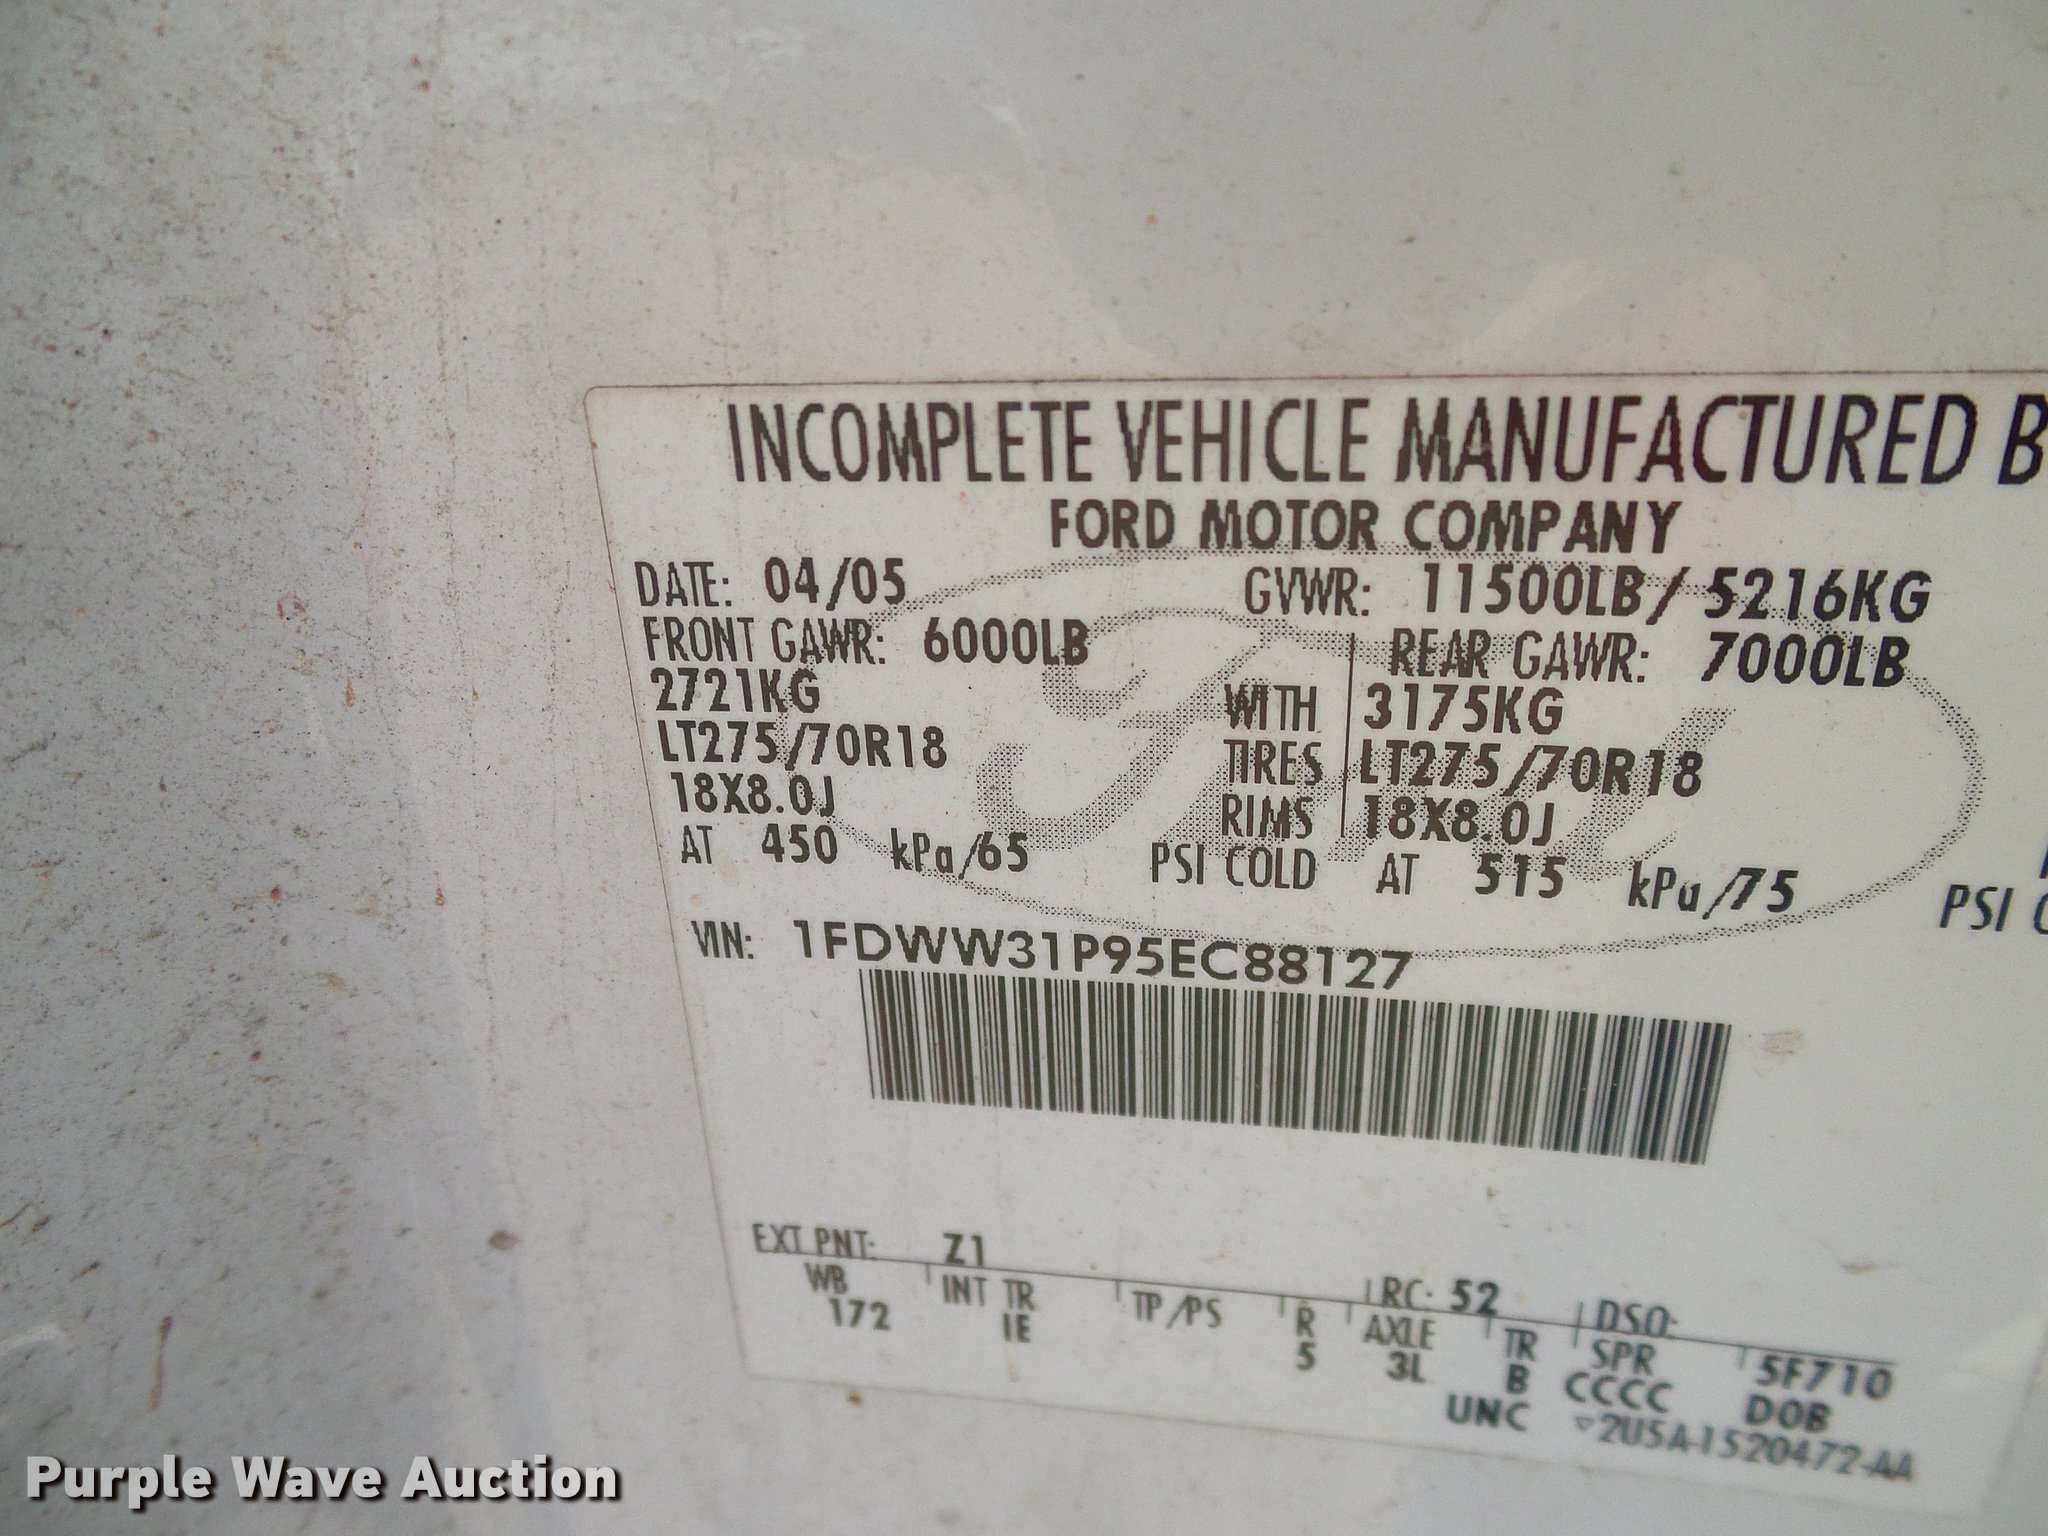 INCOMPLETE VEHICLE MANUFACTURED B
FORD MOTOR COMPANY
DATE: 04/05 GVWR: 11500LB/ 5216KG
FRONT GAWR: 6000LB REAR GAWR: 7000LB
2721KG WITH 3175KG
LT275/70R18 TIRES LT275/70R18
18X8.0J RIMS 18X8.0J
AT 450 kPa/65 PSI COLD AT 515 kPa/75 PSI
VIN: 1FDWW31P95EC88127
EXT PNT: Z1 RC: 52 DSO:
WB INT TR TP/PS R AXLE TR SPR 5F710
172 IE 5 3L B CCCC DOB
UNC 2U5A-1520472-AA
Purple Wave Auction